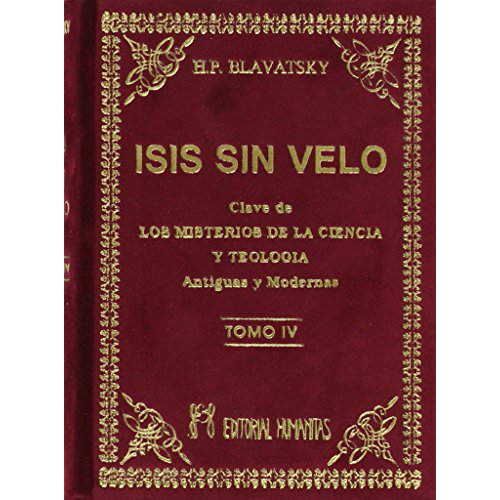 H.P. BLAVATSKY
ISIS SIN VELO
Clave de
LOS MISTERIOS DE LA CIENCIA
Y TEOLOGIA
Antiguas y Modernas
TOMO IV
EDITORIAL HUMANITAS